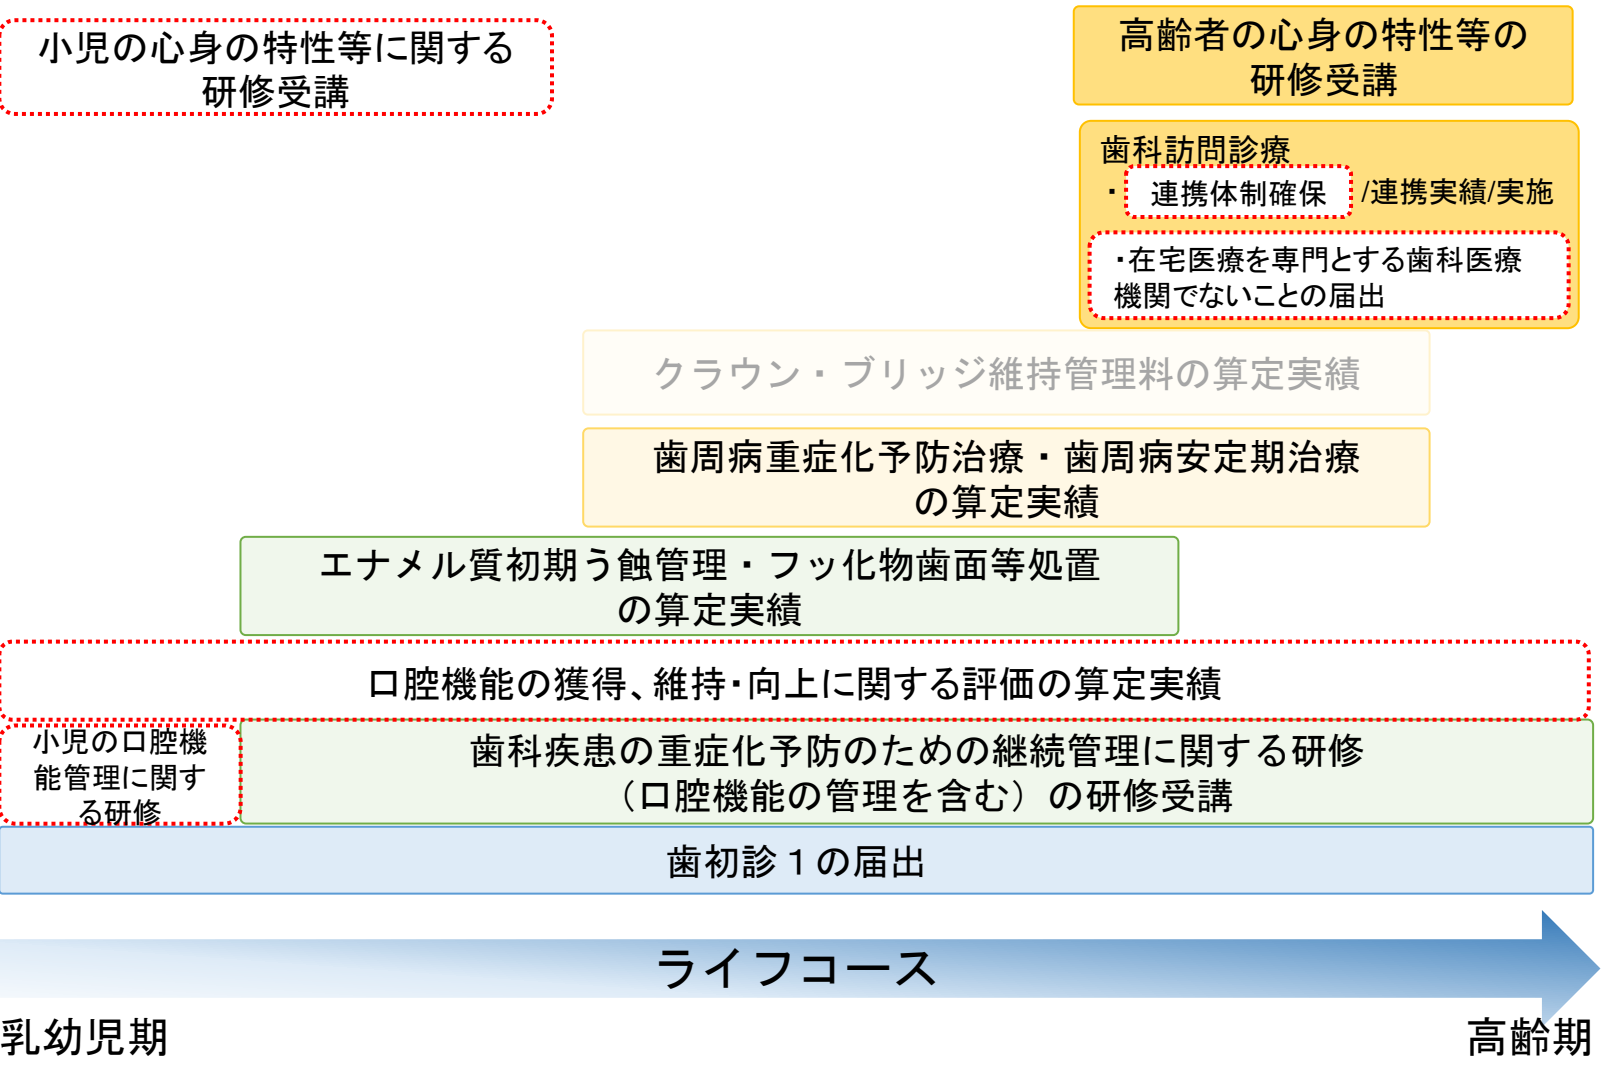 小児の心身の特性等に関する
研修受講
高齢者の心身の特性等の
研修受講
歯科訪問診療
・ 連携体制確保 /連携実績/実施
・在宅医療を専門とする歯科医療
機関でないことの届出
クラウン・ブリッジ維持管理料の算定実績
歯周病重症化予防治療・歯周病安定期治療
の算定実績
エナメル質初期う蝕管理・フッ化物歯面等処置
の算定実績
口腔機能の獲得、維持・向上に関する評価の算定実績
小児の口腔機
能管理に関す
る研修
歯科疾患の重症化予防のための継続管理に関する研修
（口腔機能の管理を含む）の研修受講
歯初診１の届出
ライフコース
乳幼児期
高齢期